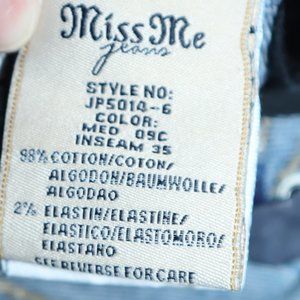 Miss Me
jeans
STYLE NO:
JP5014-6
COLOR:
MED 09C
INSEAM 35
98% COTTON/COTON/
ALGODON/BAUMWOLLE/
ALGODAO
2% ELASTIN/ELASTINE/
ELASTICO/ELASTOMORO/
ELASTANO
SEE REVERSE FOR CARE